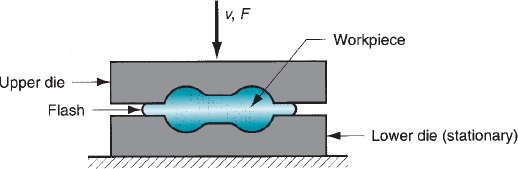 v, F
Workpiece
Upper die
Flash
Lower die (stationary)